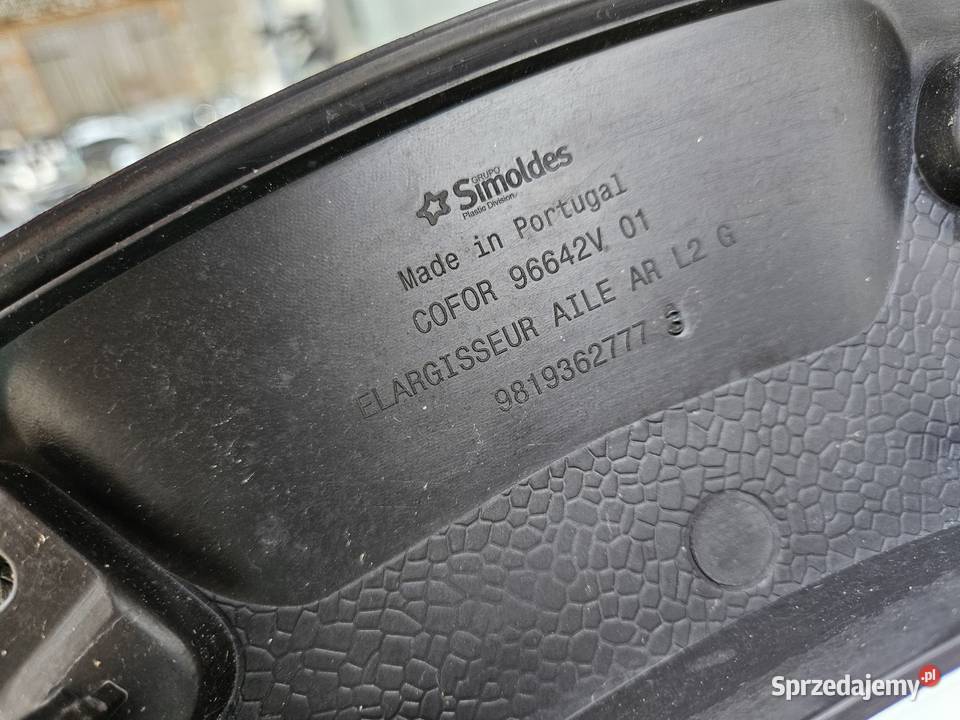 GRUPO
Simoldes
Plastic Division
Made in Portugal
COFOR 96642V 01
ELARGISSEUR AILE AR L2 G
9819362777
Sprzedajemy.pl